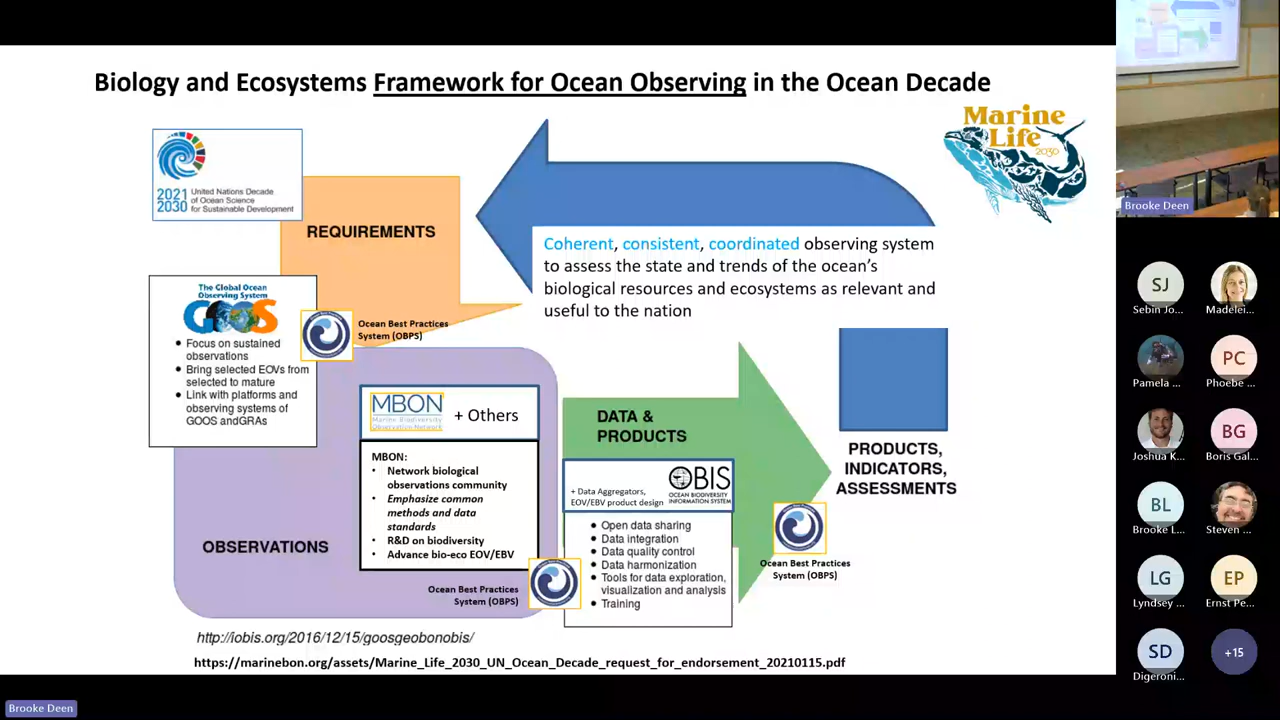 Biology and Ecosystems Framework for Ocean Observing in the Ocean Decade
Marine
Life
2030
2021
2030
United Nations Decade
of Ocean Science
for Sustainable Development
REQUIREMENTS
Coherent, consistent, coordinated observing system
to assess the state and trends of the ocean's
biological resources and ecosystems as relevant and
useful to the nation
The Global Ocean
Observing System
GOOS
• Focus on sustained
observations
• Bring selected EOVs from
selected to mature
• Link with platforms and
observing systems of
GOOS andGRAs
Ocean Best Practices
System (OBPS)
MBON
Marine Biodiversity
Observation Network
+ Others
MBON:
• Network biological
observations community
• Emphasize common
methods and data
standards
• R&D on biodiversity
• Advance bio-eco EOV/EBV
OBSERVATIONS
Ocean Best Practices
System (OBPS)
DATA &
PRODUCTS
+ Data Aggregators,
EOV/EBV product design
OBIS
OCEAN BIODIVERSITY
INFORMATION SYSTEM
• Open data sharing
• Data integration
• Data quality control
• Data harmonization
• Tools for data exploration,
visualization and analysis
• Training
PRODUCTS,
INDICATORS,
ASSESSMENTS
Ocean Best Practices
System (OBPS)
http://iobis.org/2016/12/15/goosgeobonobis/
https://marinebon.org/assets/Marine_Life_2030_UN_Ocean_Decade_request_for_endorsement_20210115.pdf
Brooke Deen
Brooke Deen
SJ
Sebin Jo...
Madelei...
Pamela ...
PC
Phoebe ...
Joshua K...
BG
Boris Gal...
BL
Brooke L...
Steven ...
LG
Lyndsey ...
EP
Ernst Pe...
SD
Digeroni...
+15